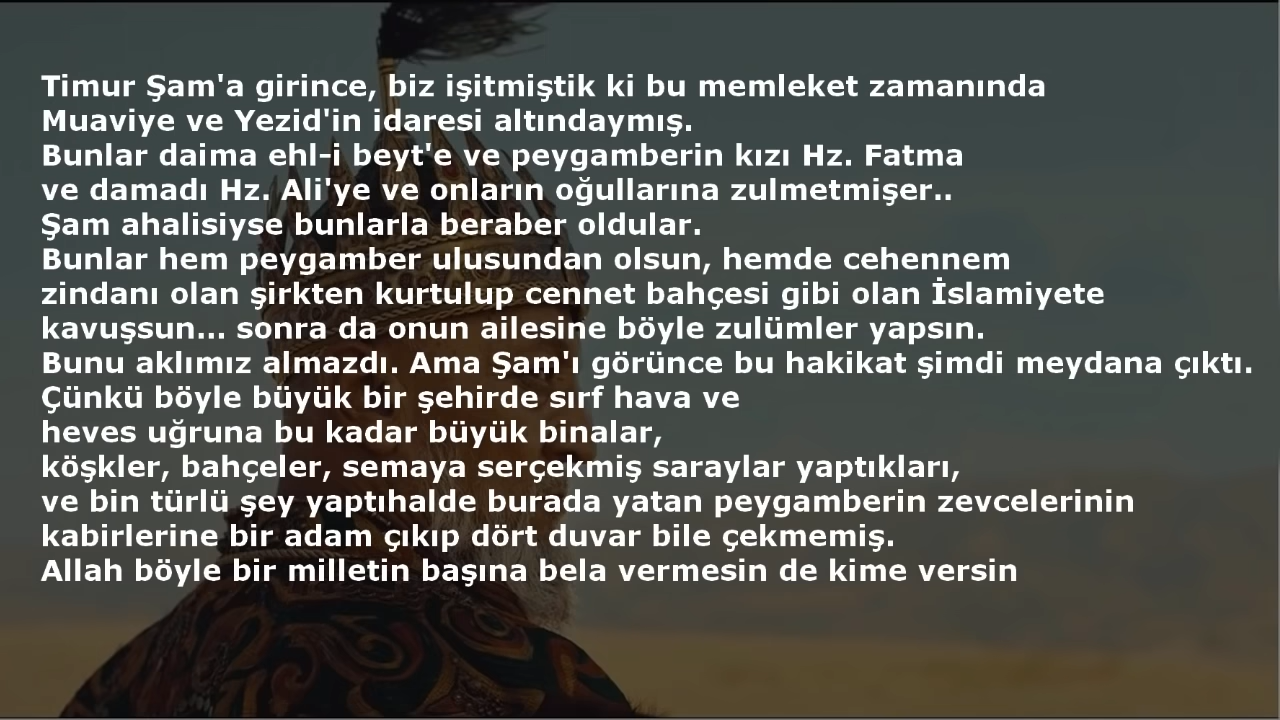 Timur Şam'a girince, biz işitmiştik ki bu memleket zamanında
Muaviye ve Yezid'in idaresi altındaymış.
Bunlar daima ehl-i beyt'e ve peygamberin kızı Hz. Fatma
ve damadı Hz. Ali'ye ve onların oğullarına zulmetmişer..
Şam ahalisiyse bunlarla beraber oldular.
Bunlar hem peygamber ulusundan olsun, hemde cehennem
zindanı olan şirkten kurtulup cennet bahçesi gibi olan İslamiyete
kavuşsun... sonra da onun ailesine böyle zulümler yapsın.
Bunu aklımız almazdı. Ama Şam'ı görünce bu hakikat şimdi meydana çıktı.
Çünkü böyle büyük bir şehirde sırf hava ve
heves uğruna bu kadar büyük binalar,
köşkler, bahçeler, semaya serçekmiş saraylar yaptıkları,
ve bin türlü şey yaptıhalde burada yatan peygamberin zevcelerinin
kabirlerine bir adam çıkıp dört duvar bile çekmemiş.
Allah böyle bir milletin başına bela vermesin de kime versin